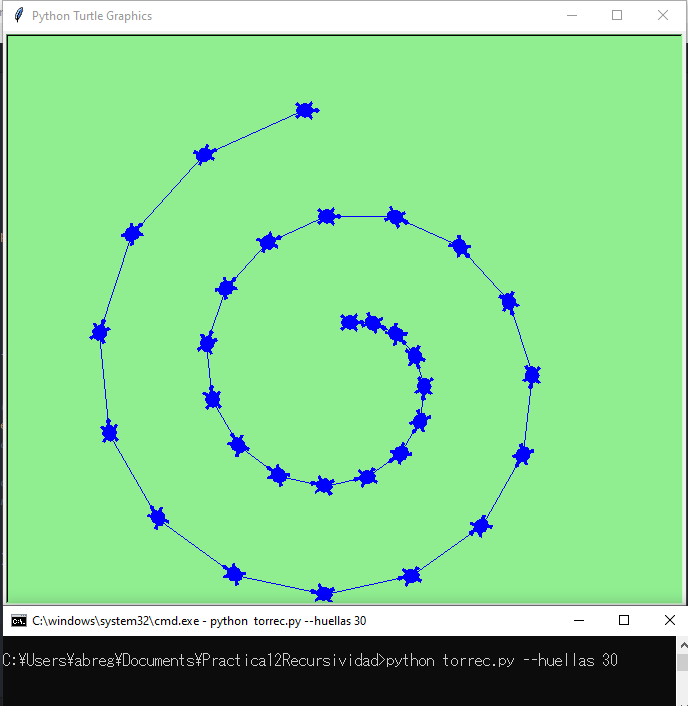 Python Turtle Graphics
C:\windows\system32\cmd.exe - python  torrec.py --huellas 30
C:¥Users¥abreg¥Documents¥Practica12Recursividad>python torrec.py --huellas 30